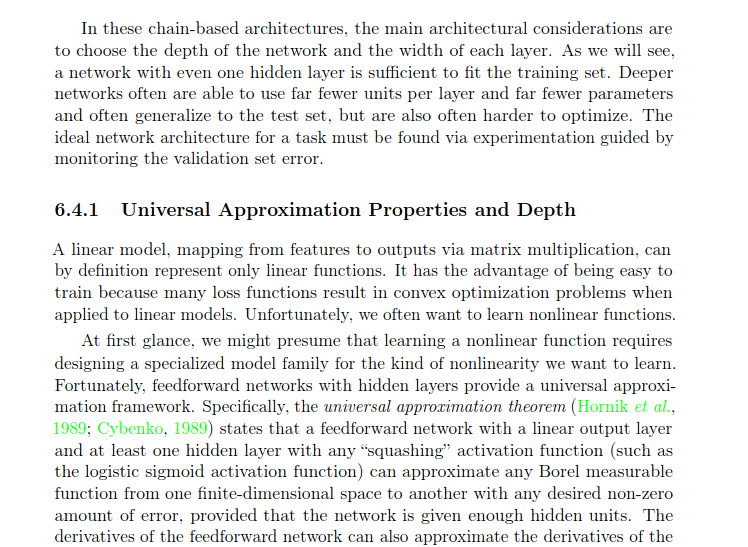 In these chain-based architectures, the main architectural considerations are
to choose the depth of the network and the width of each layer. As we will see,
a network with even one hidden layer is sufficient to fit the training set. Deeper
networks often are able to use far fewer units per layer and far fewer parameters
and often generalize to the test set, but are also often harder to optimize. The
ideal network architecture for a task must be found via experimentation guided by
monitoring the validation set error.
6.4.1 Universal Approximation Properties and Depth
A linear model, mapping from features to outputs via matrix multiplication, can
by definition represent only linear functions. It has the advantage of being easy to
train because many loss functions result in convex optimization problems when
applied to linear models. Unfortunately, we often want to learn nonlinear functions.
At first glance, we might presume that learning a nonlinear function requires
designing a specialized model family for the kind of nonlinearity we want to learn.
Fortunately, feedforward networks with hidden layers provide a universal approxi-
mation framework. Specifically, the universal approximation theorem (Hornik et al.,
1989; Cybenko, 1989) states that a feedforward network with a linear output layer
and at least one hidden layer with any “squashing” activation function (such as
the logistic sigmoid activation function) can approximate any Borel measurable
function from one finite-dimensional space to another with any desired non-zero
amount of error, provided that the network is given enough hidden units. The
derivatives of the feedforward network can also approximate the derivatives of the